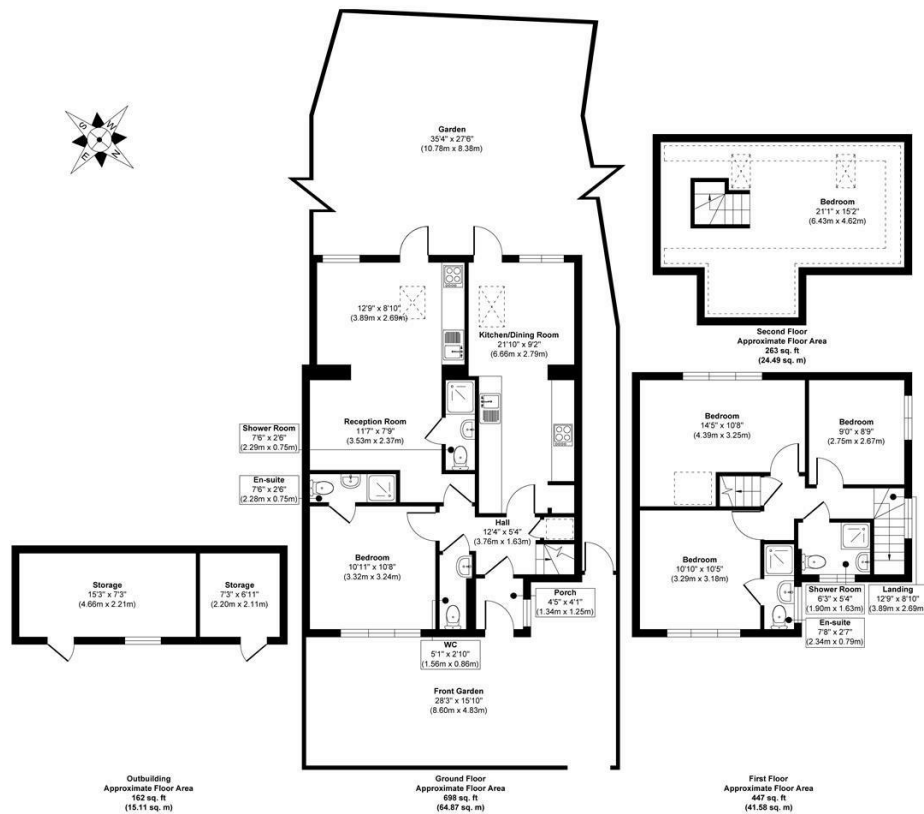 S
W
E
N
Garden
35'4" x 27'6"
(10.78m x 8.38m)
Bedroom
21'1" x 15'2"
(6.43m x 4.62m)
Second Floor
Approximate Floor Area
263 sq. ft
(24.49 sq. m)
12'9" x 8'10"
(3.89m x 2.69m)
Kitchen/Dining Room
21'10" x 9'2"
(6.66m x 2.79m)
Reception Room
11'7" x 7'9"
(3.53m x 2.37m)
Shower Room
7'6" x 2'6"
(2.29m x 0.75m)
En-suite
7'6" x 2'6"
(2.28m x 0.75m)
Hall
12'4" x 5'4"
(3.76m x 1.63m)
Bedroom
10'11" x 10'8"
(3.32m x 3.24m)
Porch
4'5" x 4'1"
(1.34m x 1.25m)
WC
5'1" x 2'10"
(1.56m x 0.86m)
Front Garden
28'3" x 15'10"
(8.60m x 4.83m)
Bedroom
14'5" x 10'8"
(4.39m x 3.25m)
Bedroom
9'0" x 8'9"
(2.75m x 2.67m)
Bedroom
10'10" x 10'5"
(3.29m x 3.18m)
Shower Room
6'3" x 5'4"
(1.90m x 1.63m)
Landing
12'9" x 8'10"
(3.89m x 2.69m)
En-suite
7'8" x 2'7"
(2.34m x 0.79m)
Storage
15'3" x 7'3"
(4.66m x 2.21m)
Storage
7'3" x 6'11"
(2.20m x 2.11m)
Outbuilding
Approximate Floor Area
162 sq. ft
(15.11 sq. m)
Ground Floor
Approximate Floor Area
698 sq. ft
(64.87 sq. m)
First Floor
Approximate Floor Area
447 sq. ft
(41.58 sq. m)